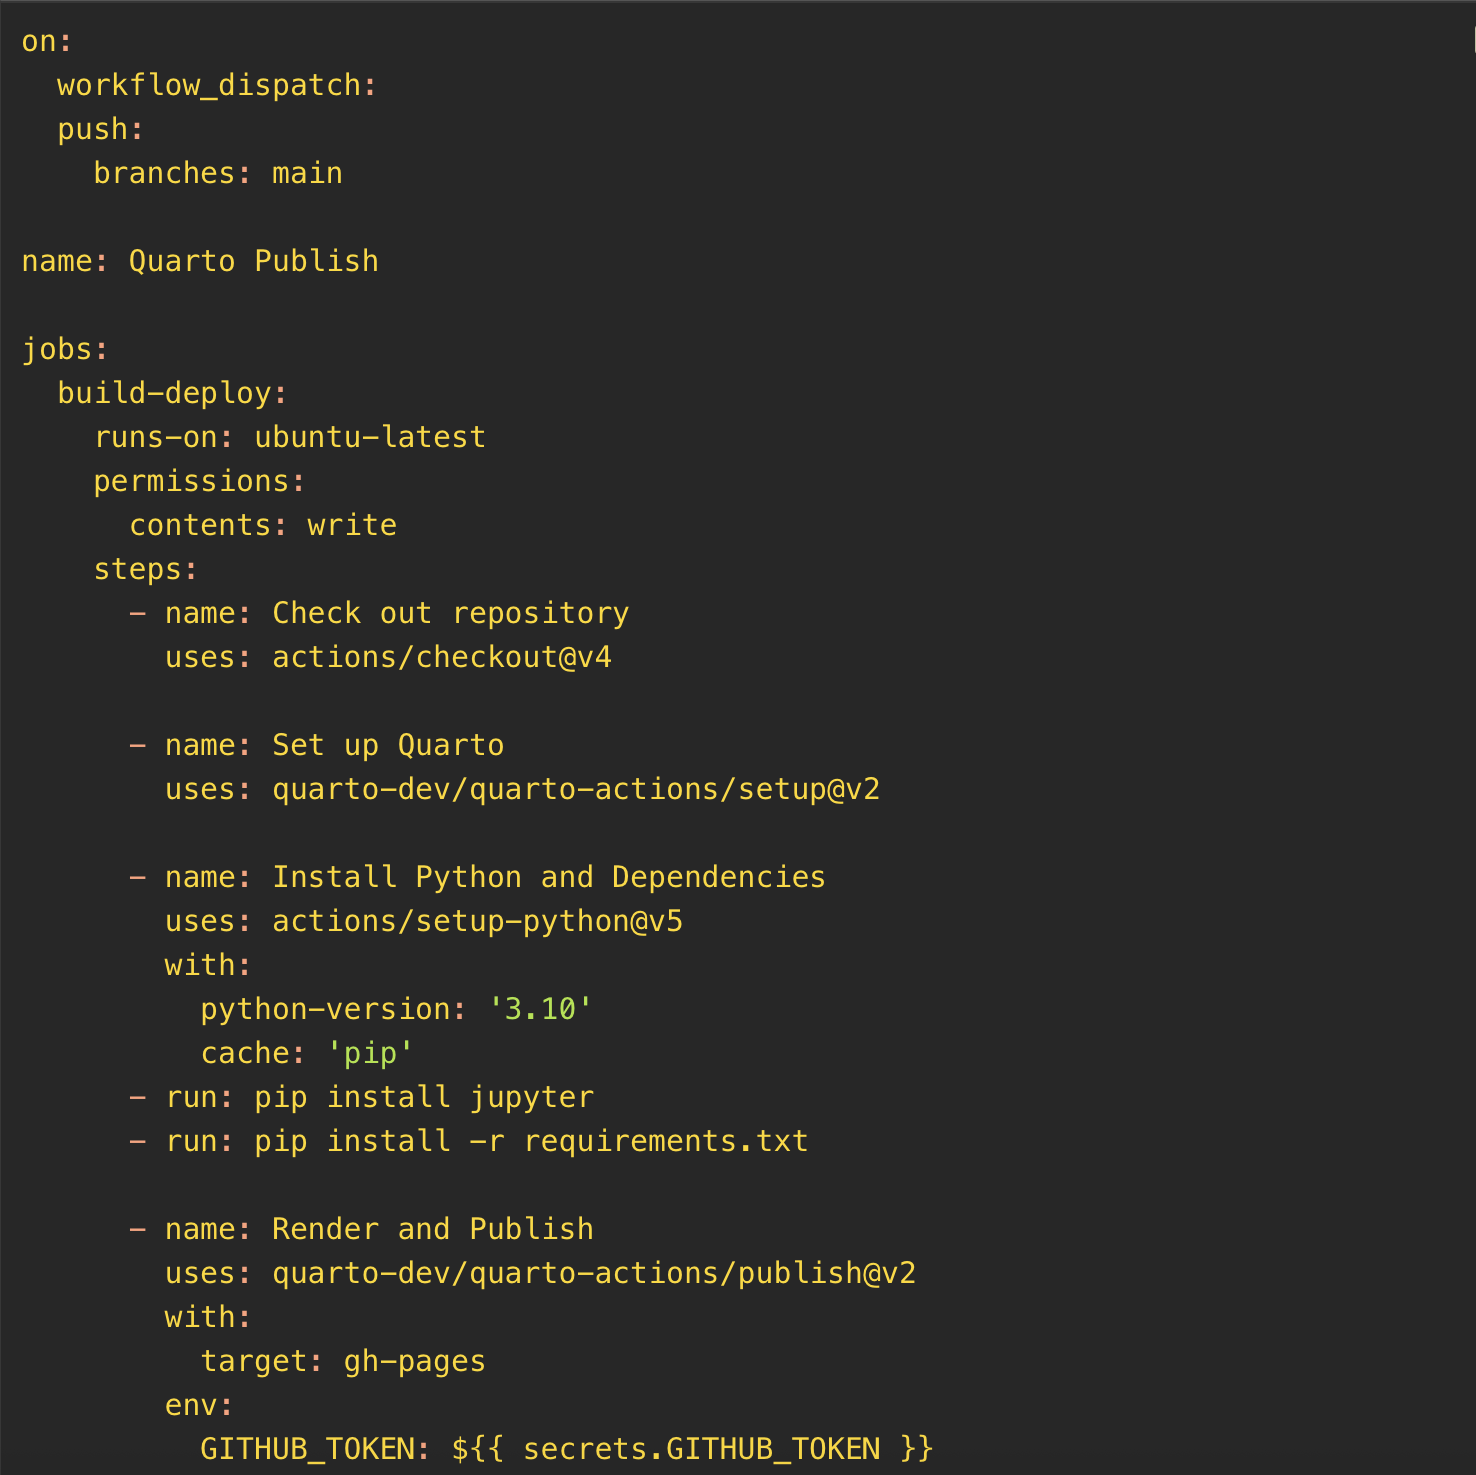 on:
  workflow_dispatch:
  push:
    branches: main

name: Quarto Publish

jobs:
  build-deploy:
    runs-on: ubuntu-latest
    permissions:
      contents: write
    steps:
      - name: Check out repository
        uses: actions/checkout@v4

      - name: Set up Quarto
        uses: quarto-dev/quarto-actions/setup@v2

      - name: Install Python and Dependencies
        uses: actions/setup-python@v5
        with:
          python-version: '3.10'
          cache: 'pip'
      - run: pip install jupyter
      - run: pip install -r requirements.txt

      - name: Render and Publish
        uses: quarto-dev/quarto-actions/publish@v2
        with:
          target: gh-pages
        env:
          GITHUB_TOKEN: ${{ secrets.GITHUB_TOKEN }}